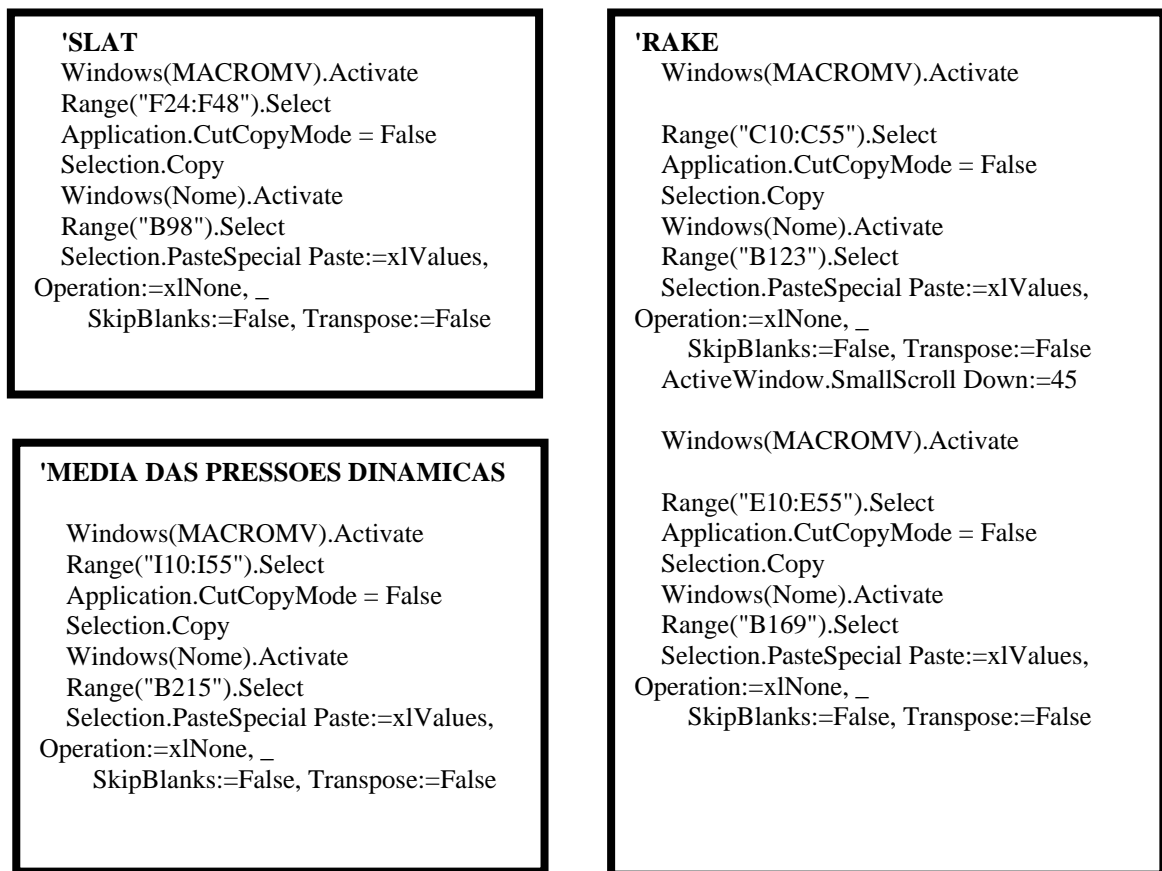 'SLAT
Windows(MACROMV).Activate
Range("F24:F48").Select
Application.CutCopyMode = False
Selection.Copy
Windows(Nome).Activate
Range("B98").Select
Selection.PasteSpecial Paste:=xlValues,
Operation:=xlNone, _
SkipBlanks:=False, Transpose:=False
'MEDIA DAS PRESSOES DINAMICAS
Windows(MACROMV).Activate
Range("I10:I55").Select
Application.CutCopyMode = False
Selection.Copy
Windows(Nome).Activate
Range("B215").Select
Selection.PasteSpecial Paste:=xlValues,
Operation:=xlNone, _
SkipBlanks:=False, Transpose:=False
'RAKE
Windows(MACROMV).Activate
Range("C10:C55").Select
Application.CutCopyMode = False
Selection.Copy
Windows(Nome).Activate
Range("B123").Select
Selection.PasteSpecial Paste:=xlValues,
Operation:=xlNone, _
SkipBlanks:=False, Transpose:=False
ActiveWindow.SmallScroll Down:=45
Windows(MACROMV).Activate
Range("E10:E55").Select
Application.CutCopyMode = False
Selection.Copy
Windows(Nome).Activate
Range("B169").Select
Selection.PasteSpecial Paste:=xlValues,
Operation:=xlNone, _
SkipBlanks:=False, Transpose:=False